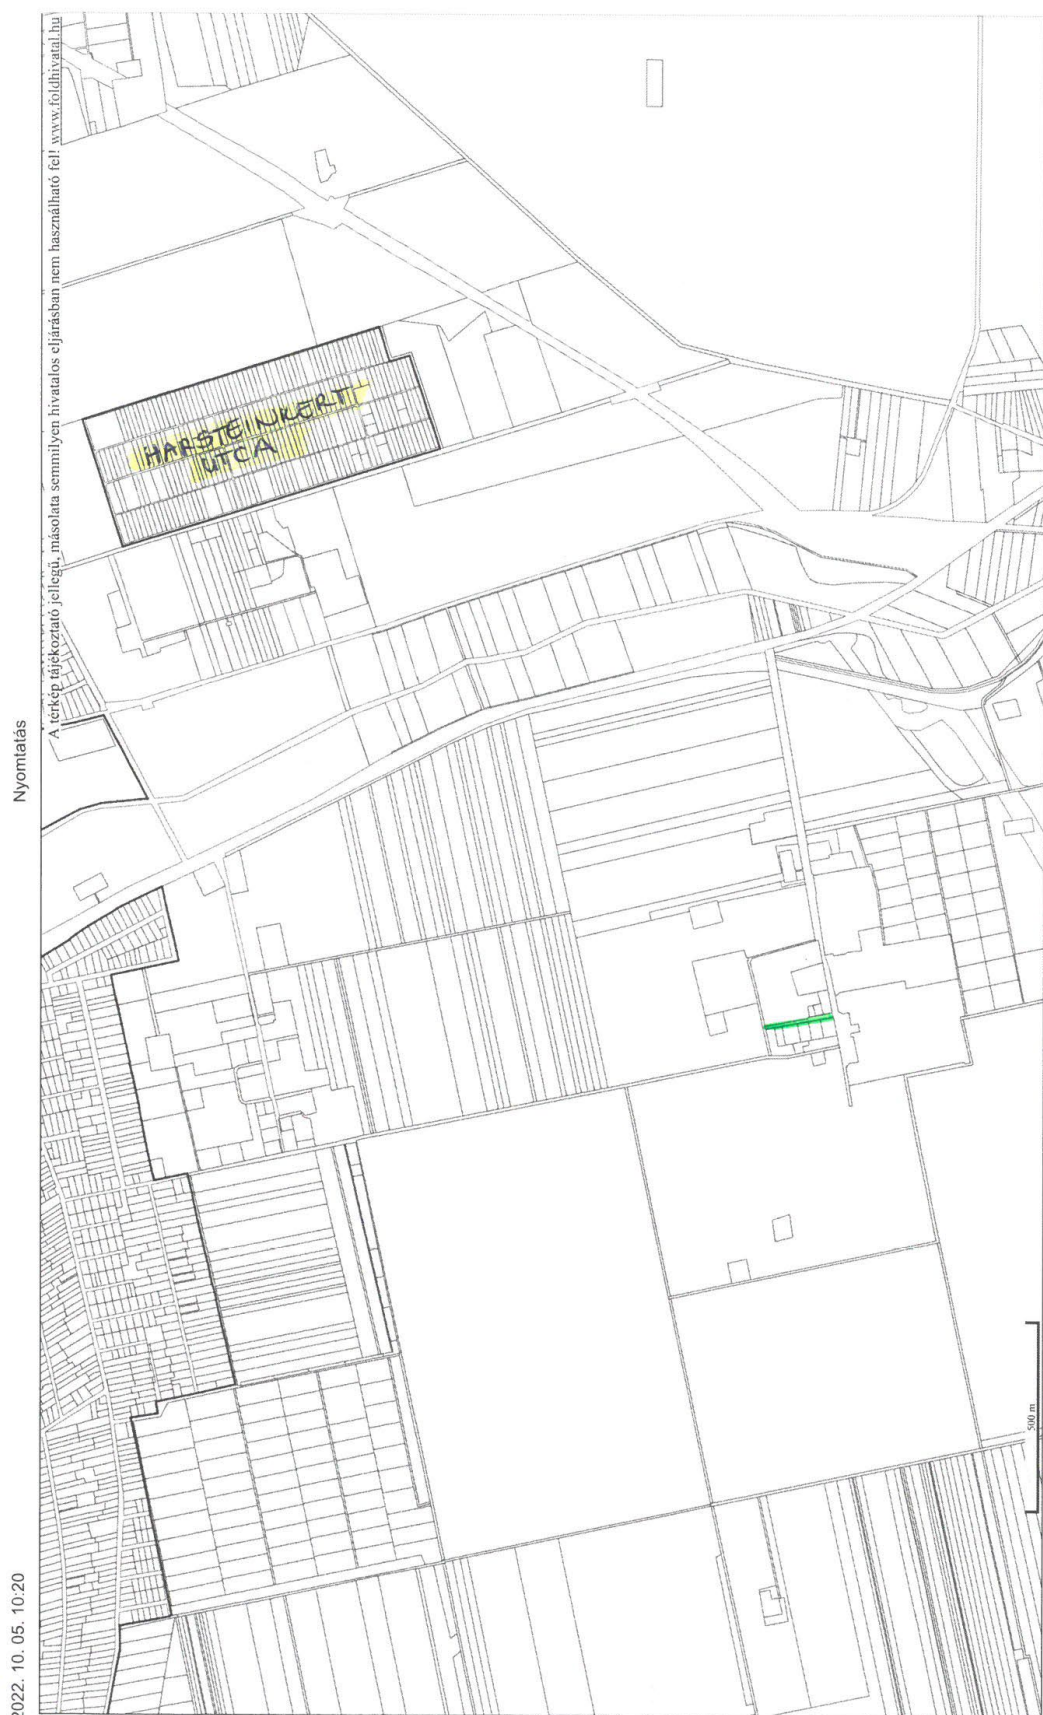 2022. 10. 05. 10:20
Nyomtatás
A térkép tájékoztató jellegű, másolata semmilyen hivatalos eljárásban nem használható fel! www.foldhivatal.hu
HARSTEINKERT
UTCA
500 m